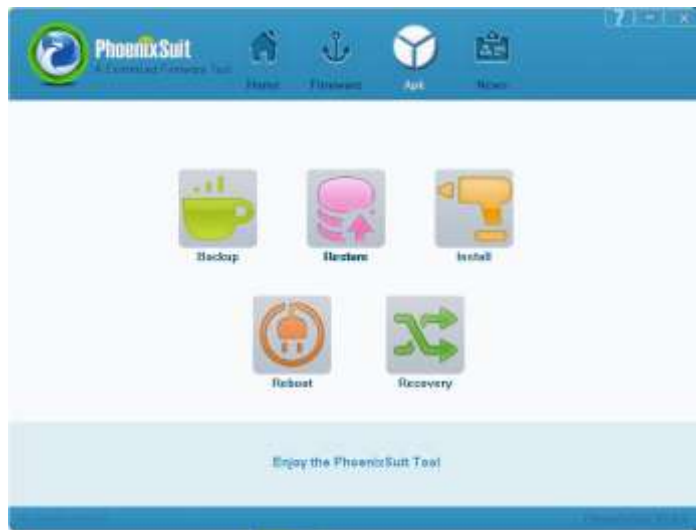 PhoenixSuit
Home Firmware Apk News
Backup Restore Install
Reboot Recovery
Enjoy the PhoenixSuit Tool